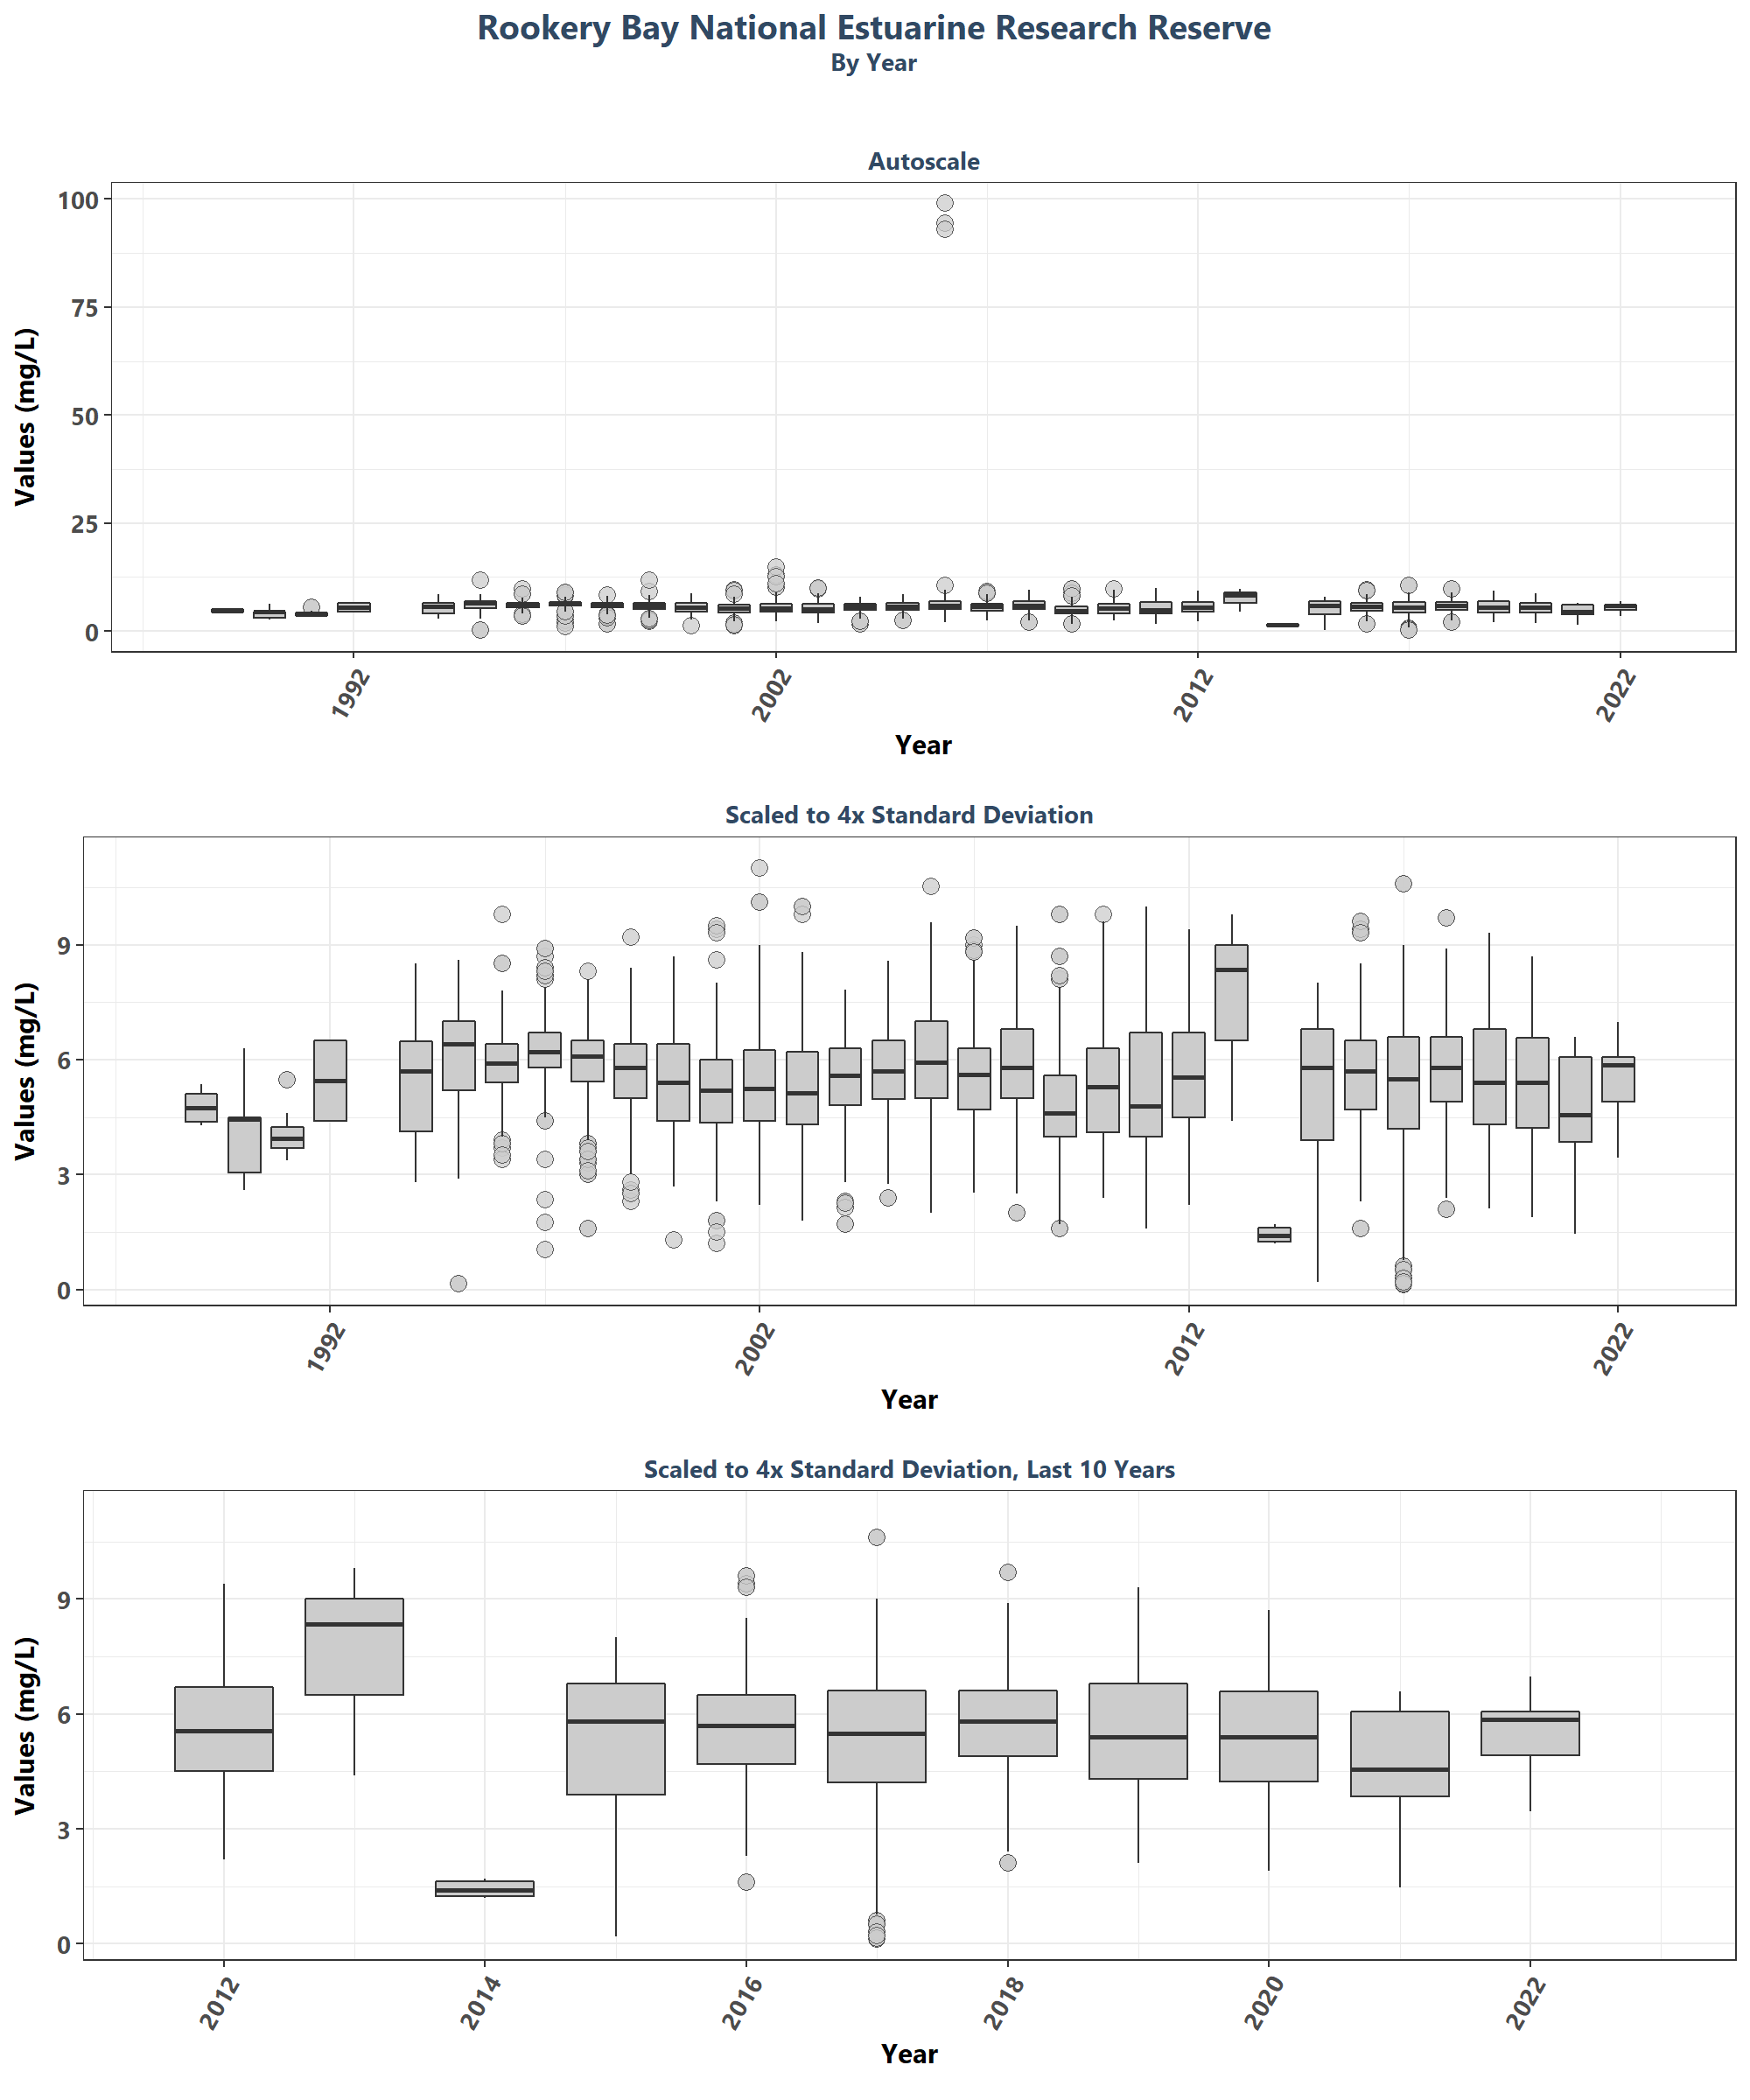 Rookery Bay National Estuarine Research Reserve
By Year
Autoscale
Values (mg/L)
100
75
50
25
0
1992
2002
2012
2022
Year
Scaled to 4x Standard Deviation
Values (mg/L)
9
6
3
0
1992
2002
2012
2022
Year
Scaled to 4x Standard Deviation, Last 10 Years
Values (mg/L)
9
6
3
0
2012
2014
2016
2018
2020
2022
Year